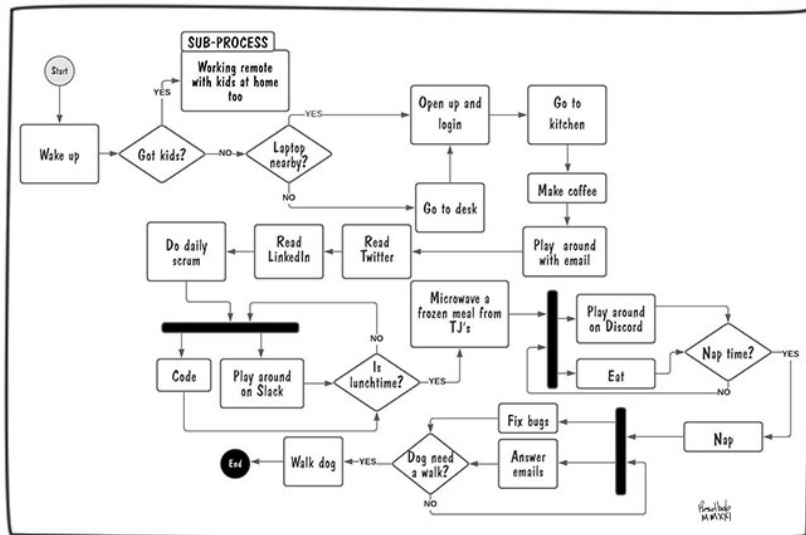 SUB-PROCESS
Start
Working remote
with kids at home
too
YES
Wake up
Got kids?
NO
Laptop
nearby?
YES
NO
Open up and
login
Go to desk
Go to
kitchen
Make coffee
Play around
with email
Read
Twitter
Read
LinkedIn
Do daily
scrum
Code
Play around
on Slack
NO
Is
lunchtime?
YES
Microwave a
frozen meal from
TJ's
Play around
on Discord
Eat
Nap time?
YES
NO
Nap
Fix bugs
Answer
emails
Dog need
a walk?
YES
NO
Walk dog
End
MMXXI